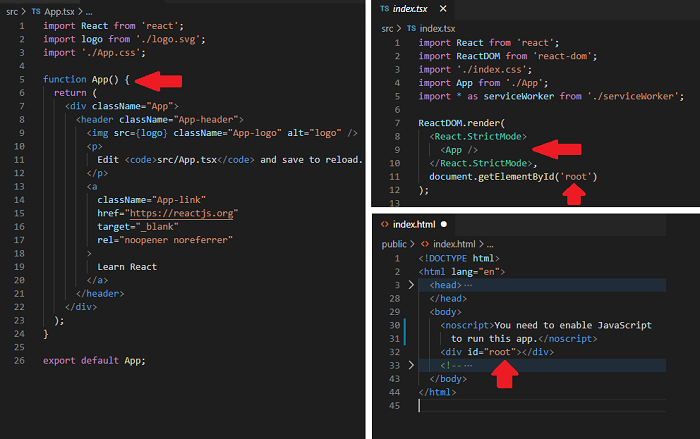 src > TS App.tsx > ...
1 import React from 'react';
2 import logo from './logo.svg';
3 import './App.css';
4
5 function App() {
6 return (
7 <div className="App">
8 <header className="App-header">
9 <img src={logo} className="App-logo" alt="logo" />
10 <p>
11 Edit <code>src/App.tsx</code> and save to reload.
12 </p>
13 <a
14 className="App-link"
15 href="https://reactjs.org"
16 target="_blank"
17 rel="noopener noreferrer"
18 >
19 Learn React
20 </a>
21 </header>
22 </div>
23 );
24 }
25
26 export default App;
TS index.tsx ×
src > TS index.tsx
1 import React from 'react';
2 import ReactDOM from 'react-dom';
3 import './index.css';
4 import App from './App';
5 import * as serviceWorker from './serviceWorker';
6
7 ReactDOM.render(
8 <React.StrictMode>
9 <App />
10 </React.StrictMode>,
11 document.getElementById('root')
12 );
13
<> index.html ●
public > <> index.html > ...
1 <!DOCTYPE html>
2 <html lang="en">
3 > <head>...
28 </head>
29 <body>
30 <noscript>You need to enable JavaScript
31 to run this app.</noscript>
32 <div id="root"></div>
33 > <!--...
43 </body>
44 </html>
45